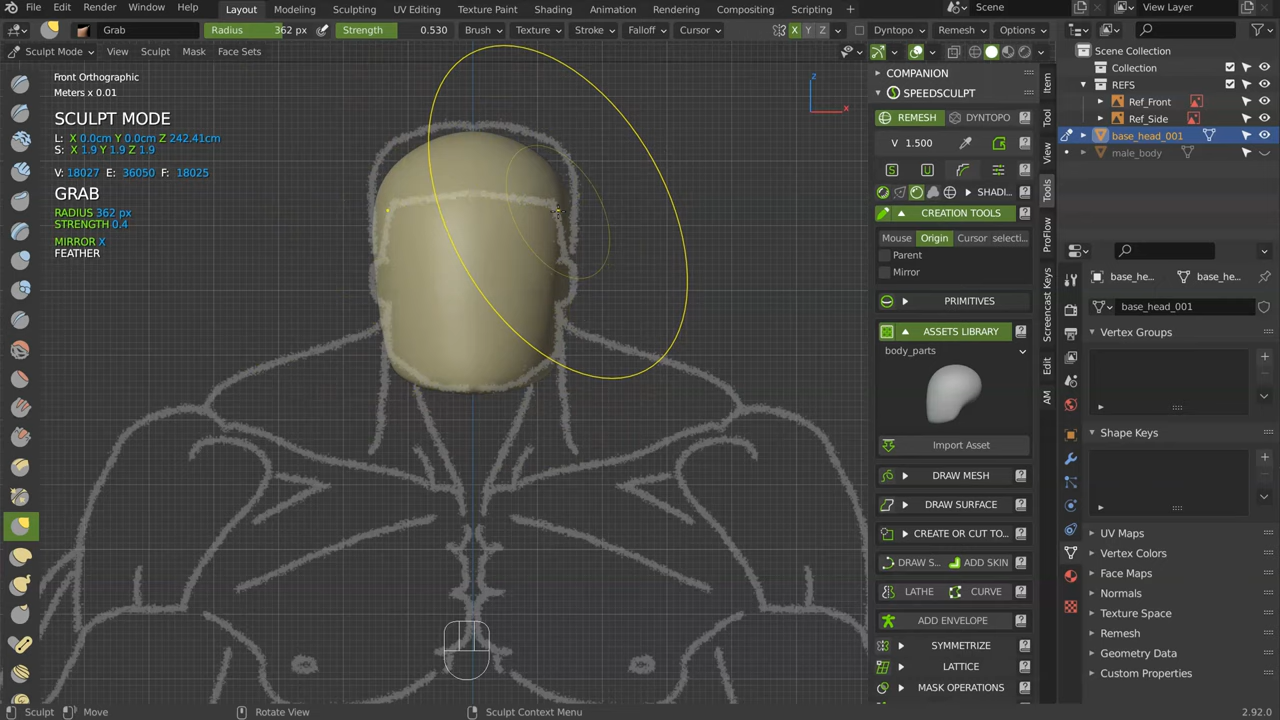 File Edit Render Window Help Layout Modeling Sculpting UV Editing Texture Paint Shading Animation Rendering Compositing Scripting Scene View Layer
Grab Radius 362 px Strength 0.530 Brush Texture Stroke Falloff Cursor X Y Z Dyntopo Remesh Options
Sculpt Mode View Sculpt Mask Face Sets
Front Orthographic
Meters x 0.01
SCULPT MODE
L: X 0.0cm Y 0.0cm Z 242.41cm
S: X 1.9 Y 1.9 Z 1.9
V: 18027 E: 36050 F: 18025
GRAB
RADIUS 362 px
STRENGTH 0.4
MIRROR X
FEATHER
z
x
COMPANION
SPEEDSCULPT
REMESH DYNTOPO
V 1.500
S U
SHADI...
CREATION TOOLS
Mouse Origin Cursor selecti...
Parent
Mirror
PRIMITIVES
ASSETS LIBRARY
body_parts
Import Asset
DRAW MESH
DRAW SURFACE
CREATE OR CUT TO...
DRAW S... ADD SKIN
LATHE CURVE
ADD ENVELOPE
SYMMETRIZE
LATTICE
MASK OPERATIONS
Item
Tool
View
Tools
ProFlow
Screencast Keys
Edit
AM
Scene Collection
Collection
REFS
Ref_Front
Ref_Side
base_head_001
male_body
base_he... base_he...
base_head_001
Vertex Groups
Shape Keys
UV Maps
Vertex Colors
Face Maps
Normals
Texture Space
Remesh
Geometry Data
Custom Properties
Sculpt Move Rotate View Sculpt Context Menu 2.92.0